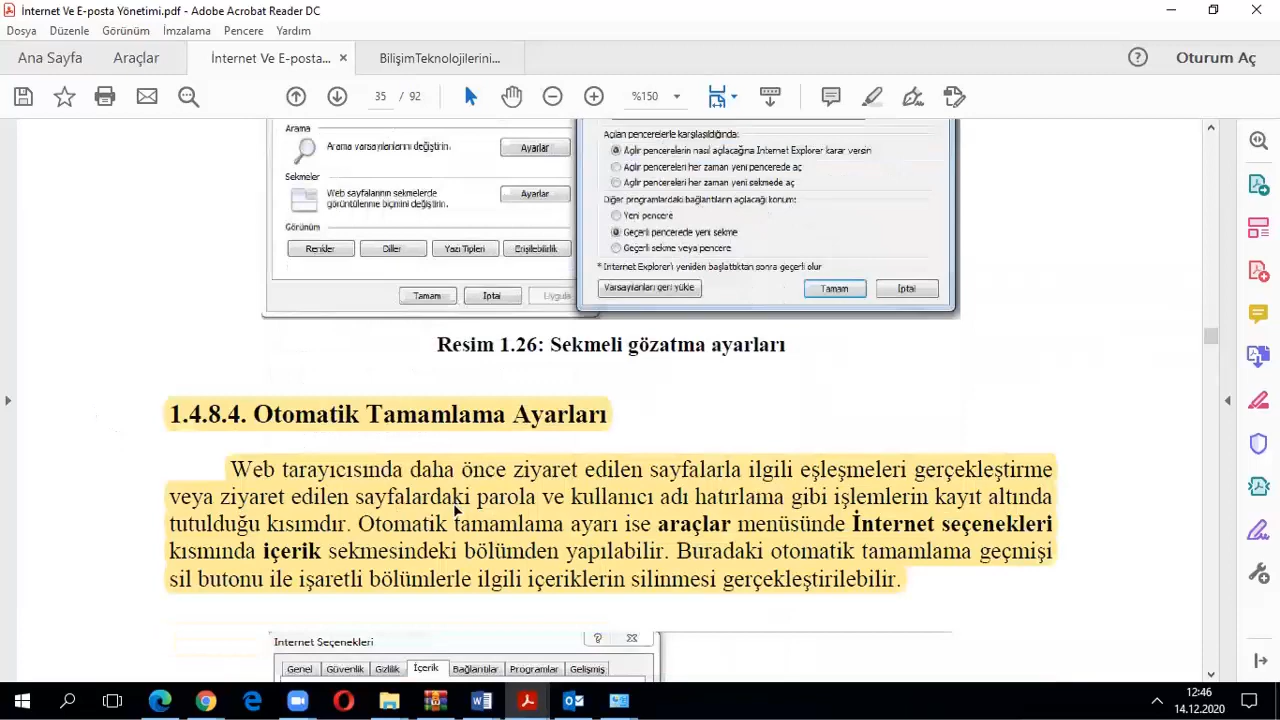 İnternet Ve E-posta Yönetimi.pdf - Adobe Acrobat Reader DC
Dosya Düzenle Görünüm İmzalama Pencere Yardım
Ana Sayfa Araçlar İnternet Ve E-posta... × BilişimTeknolojilerini... ? Oturum Aç
35 / 92 %150
Arama
Arama varsayılanlarını değiştirin. Ayarlar
Sekmeler
Web sayfalarının sekmelerde görüntülenme biçimini değiştirin. Ayarlar
Görünüm
Renkler Diller Yazı Tipleri Erişilebilirlik
Tamam İptal Uygula
Açılan pencerelerle karşılaşıldığında:
Açılır pencerelerin nasıl açılacağına Internet Explorer karar versin
Açılır pencereleri her zaman yeni pencerede aç
Açılır pencereleri her zaman yeni sekmede aç
Diğer programlardaki bağlantıların açılacağı konum:
Yeni pencere
Geçerli pencerede yeni sekme
Geçerli sekme veya pencere
* Internet Explorer'ı yeniden başlattıktan sonra geçerli olur
Varsayılanları geri yükle Tamam İptal
Resim 1.26: Sekmeli gözatma ayarları
1.4.8.4. Otomatik Tamamlama Ayarları
Web tarayıcısında daha önce ziyaret edilen sayfalarla ilgili eşleşmeleri gerçekleştirme
veya ziyaret edilen sayfalardaki parola ve kullanıcı adı hatırlama gibi işlemlerin kayıt altında
tutulduğu kısımdır. Otomatik tamamlama ayarı ise araçlar menüsünde İnternet seçenekleri
kısmında içerik sekmesindeki bölümden yapılabilir. Buradaki otomatik tamamlama geçmişi
sil butonu ile işaretli bölümlerle ilgili içeriklerin silinmesi gerçekleştirilebilir.
Internet Seçenekleri
Genel Güvenlik Gizlilik İçerik Bağlantılar Programlar Gelişmiş
12:46
14.12.2020